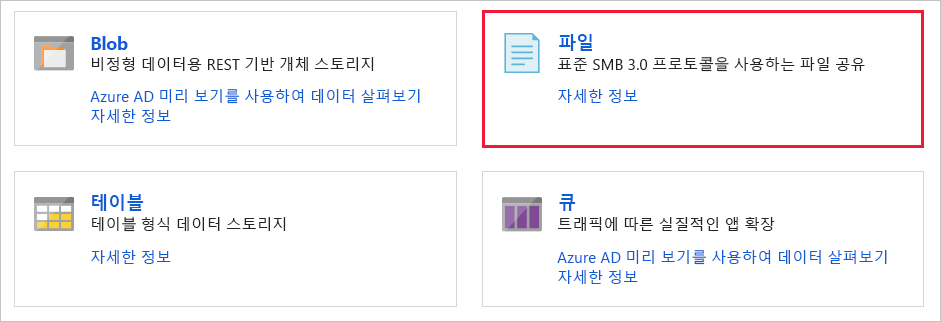 Blob
비정형 데이터용 REST 기반 개체 스토리지
Azure AD 미리 보기를 사용하여 데이터 살펴보기
자세한 정보
파일
표준 SMB 3.0 프로토콜을 사용하는 파일 공유
자세한 정보
테이블
테이블 형식 데이터 스토리지
자세한 정보
큐
트래픽에 따른 실질적인 앱 확장
Azure AD 미리 보기를 사용하여 데이터 살펴보기
자세한 정보